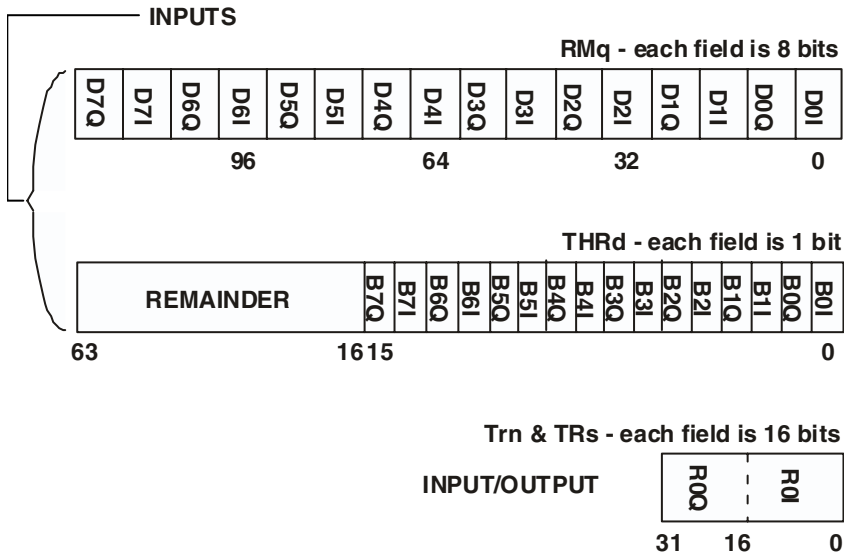 INPUTS
RMq - each field is 8 bits
D7Q D7I D6Q D6I D5Q D5I D4Q D4I D3Q D3I D2Q D2I D1Q D1I D0Q D0I
96 64 32 0
THRd - each field is 1 bit
REMAINDER B7Q B7I B6Q B6I B5Q B5I B4Q B4I B3Q B3I B2Q B2I B1Q B1I B0Q B0I
63 16 15 0
Trn & TRs - each field is 16 bits
INPUT/OUTPUT R0Q R0I
31 16 0